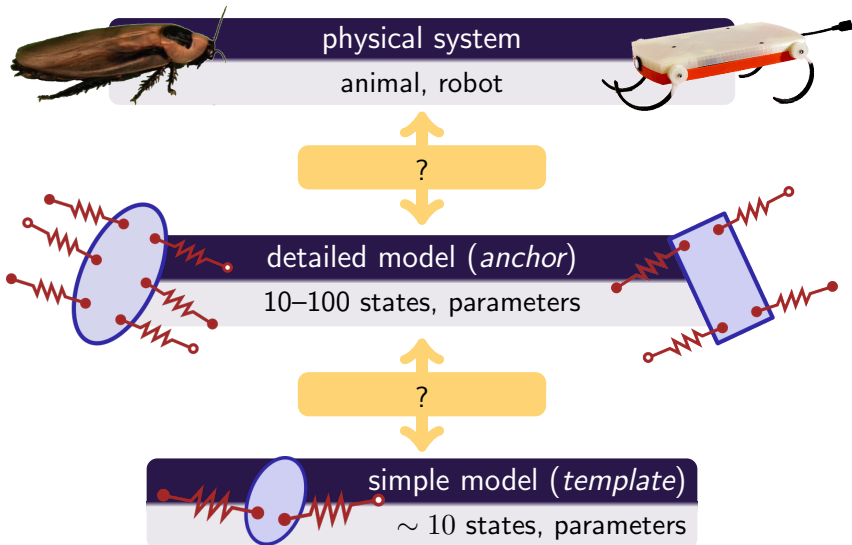 physical system
animal, robot
?
detailed model (anchor)
10–100 states, parameters
?
simple model (template)
∼ 10 states, parameters